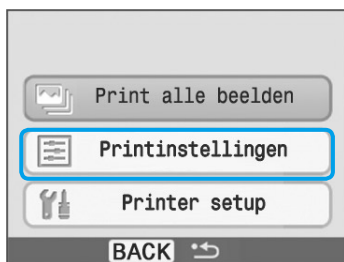 Print alle beelden
Printinstellingen
Printer setup
BACK